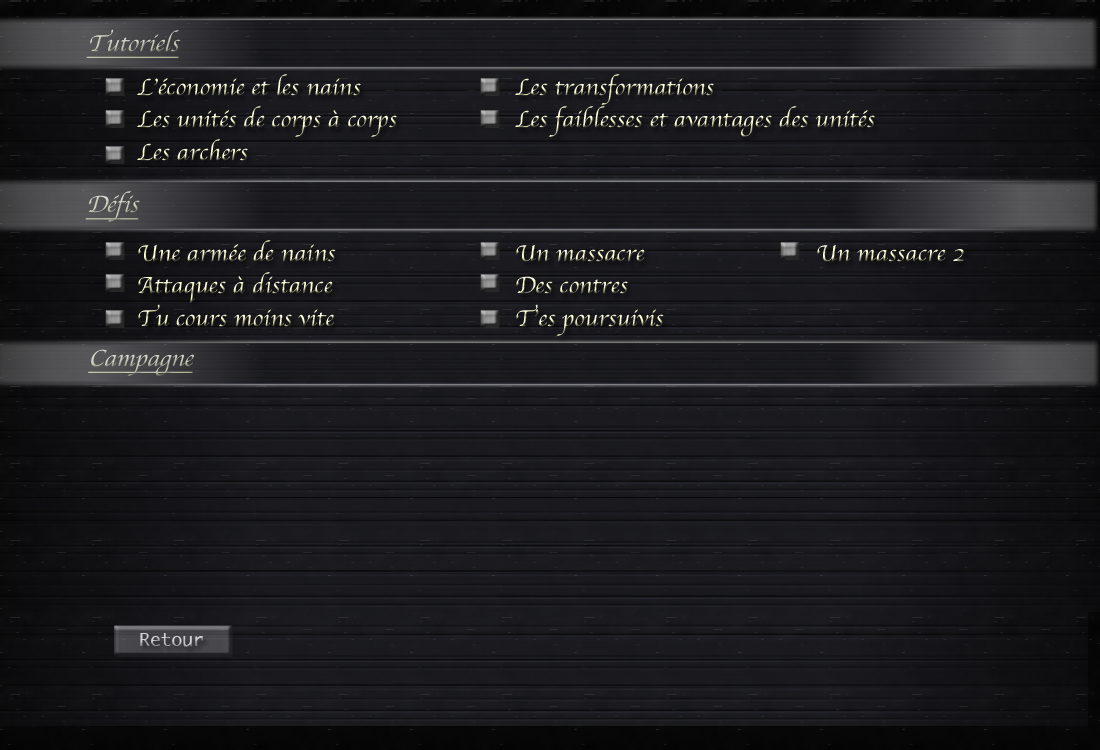 Tutoriels
L'économie et les nains
Les transformations
Les unités de corps à corps
Les faiblesses et avantages des unités
Les archers
Défis
Une armée de nains
Un massacre
Un massacre 2
Attaques à distance
Des contres
Tu cours moins vite
T'es poursuivis
Campagne
Retour